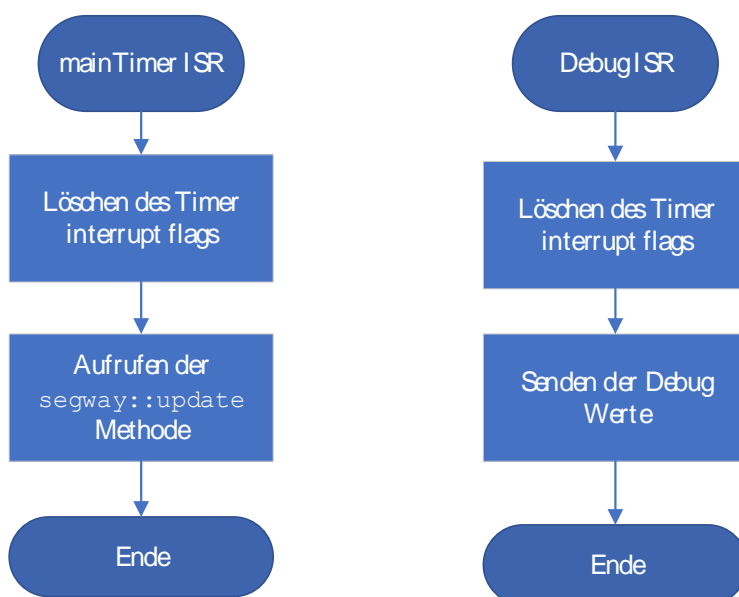 mainTimer ISR
Löschen des Timer
interrupt flags
Aufrufen der
segway::update
Methode
Ende
Debug ISR
Löschen des Timer
interrupt flags
Senden der Debug
Werte
Ende